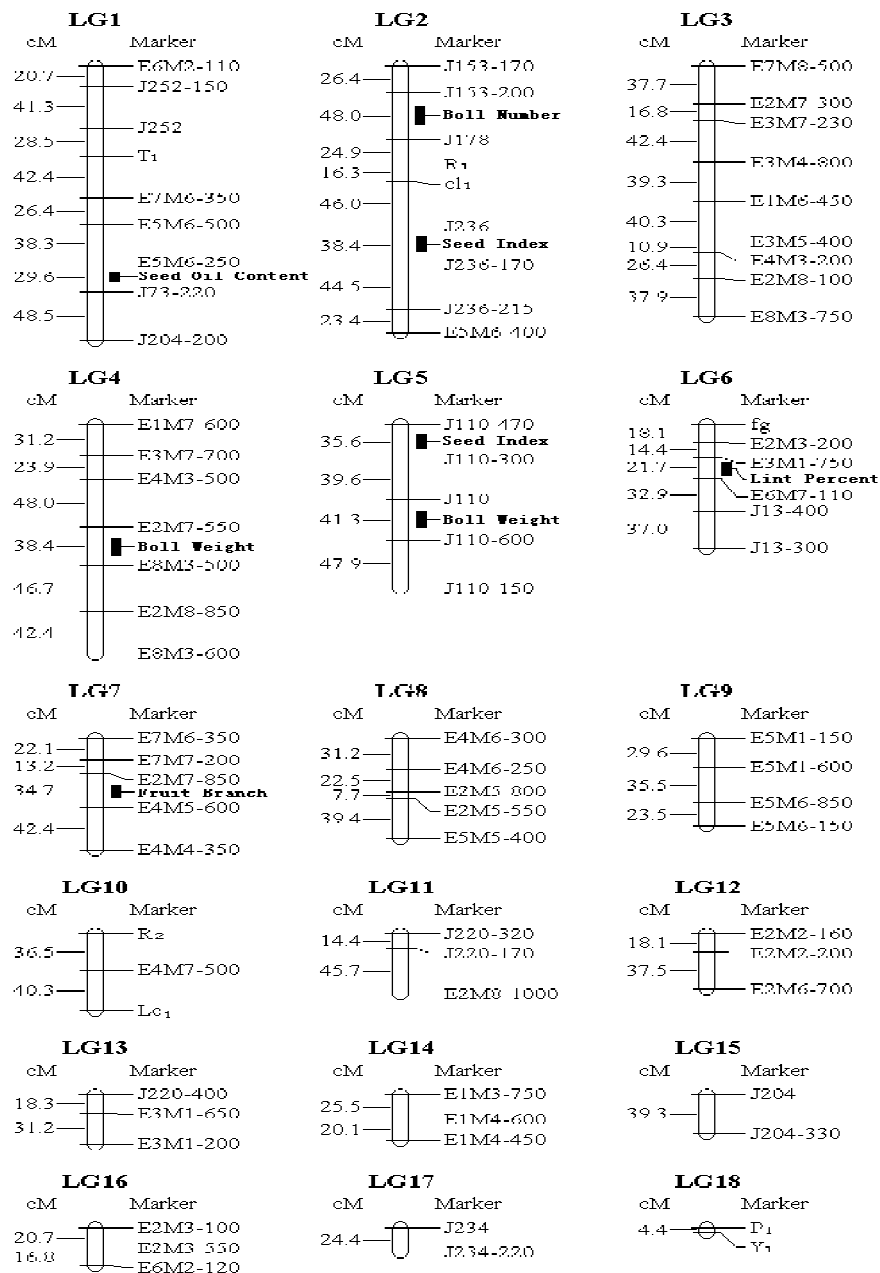 LG1
cM Marker
E6M2-110
20.7
J252-150
41.3
J252
28.5
T1
42.4
E7M6-350
26.4
E5M6-500
38.3
E5M6-250
29.6
Seed Oil Content
J73-220
48.5
J204-200
LG2
cM Marker
J153-170
26.4
J153-200
48.0
Boll Number
J178
24.9
R1
16.3
cl1
46.0
J236
38.4
Seed Index
J236-170
44.5
J236-215
23.4
E5M6-400
LG3
cM Marker
E7M8-500
37.7
E2M7-300
16.8
E3M7-230
42.4
E3M4-800
39.3
E1M6-450
40.3
E3M5-400
10.9
E4M3-200
26.4
E2M8-100
37.9
E8M3-750
LG4
cM Marker
E1M7-600
31.2
E3M7-700
23.9
E4M3-500
48.0
E2M7-550
38.4
Boll Weight
E8M3-500
46.7
E2M8-850
42.4
E8M3-600
LG5
cM Marker
J110-470
35.6
Seed Index
J110-300
39.6
J110
41.3
Boll Weight
J110-600
47.9
J110-150
LG6
cM Marker
fg
18.1
E2M3-200
14.4
E3M1-750
21.7
Lint Percent
E6M7-110
32.9
J13-400
37.0
J13-300
LG7
cM Marker
E7M6-350
22.1
E7M7-200
13.2
E2M7-850
34.7
Fruit Branch
E4M5-600
42.4
E4M4-350
LG8
cM Marker
E4M6-300
31.2
E4M6-250
22.5
E2M5-800
7.7
E2M5-550
39.4
E5M5-400
LG9
cM Marker
E5M1-150
29.6
E5M1-600
35.5
E5M6-850
23.5
E5M6-150
LG10
cM Marker
R2
36.5
E4M7-500
40.3
Lc1
LG11
cM Marker
J220-320
14.4
J220-170
45.7
E2M8-1000
LG12
cM Marker
E2M2-160
18.1
E2M2-200
37.5
E2M6-700
LG13
cM Marker
J220-400
18.3
E3M1-650
31.2
E3M1-200
LG14
cM Marker
E1M3-750
25.5
E1M4-600
20.1
E1M4-450
LG15
cM Marker
J204
39.3
J204-330
LG16
cM Marker
E2M3-100
20.7
E2M3-550
16.8
E6M2-120
LG17
cM Marker
J234
24.4
J234-220
LG18
cM Marker
P1
4.4
Y1